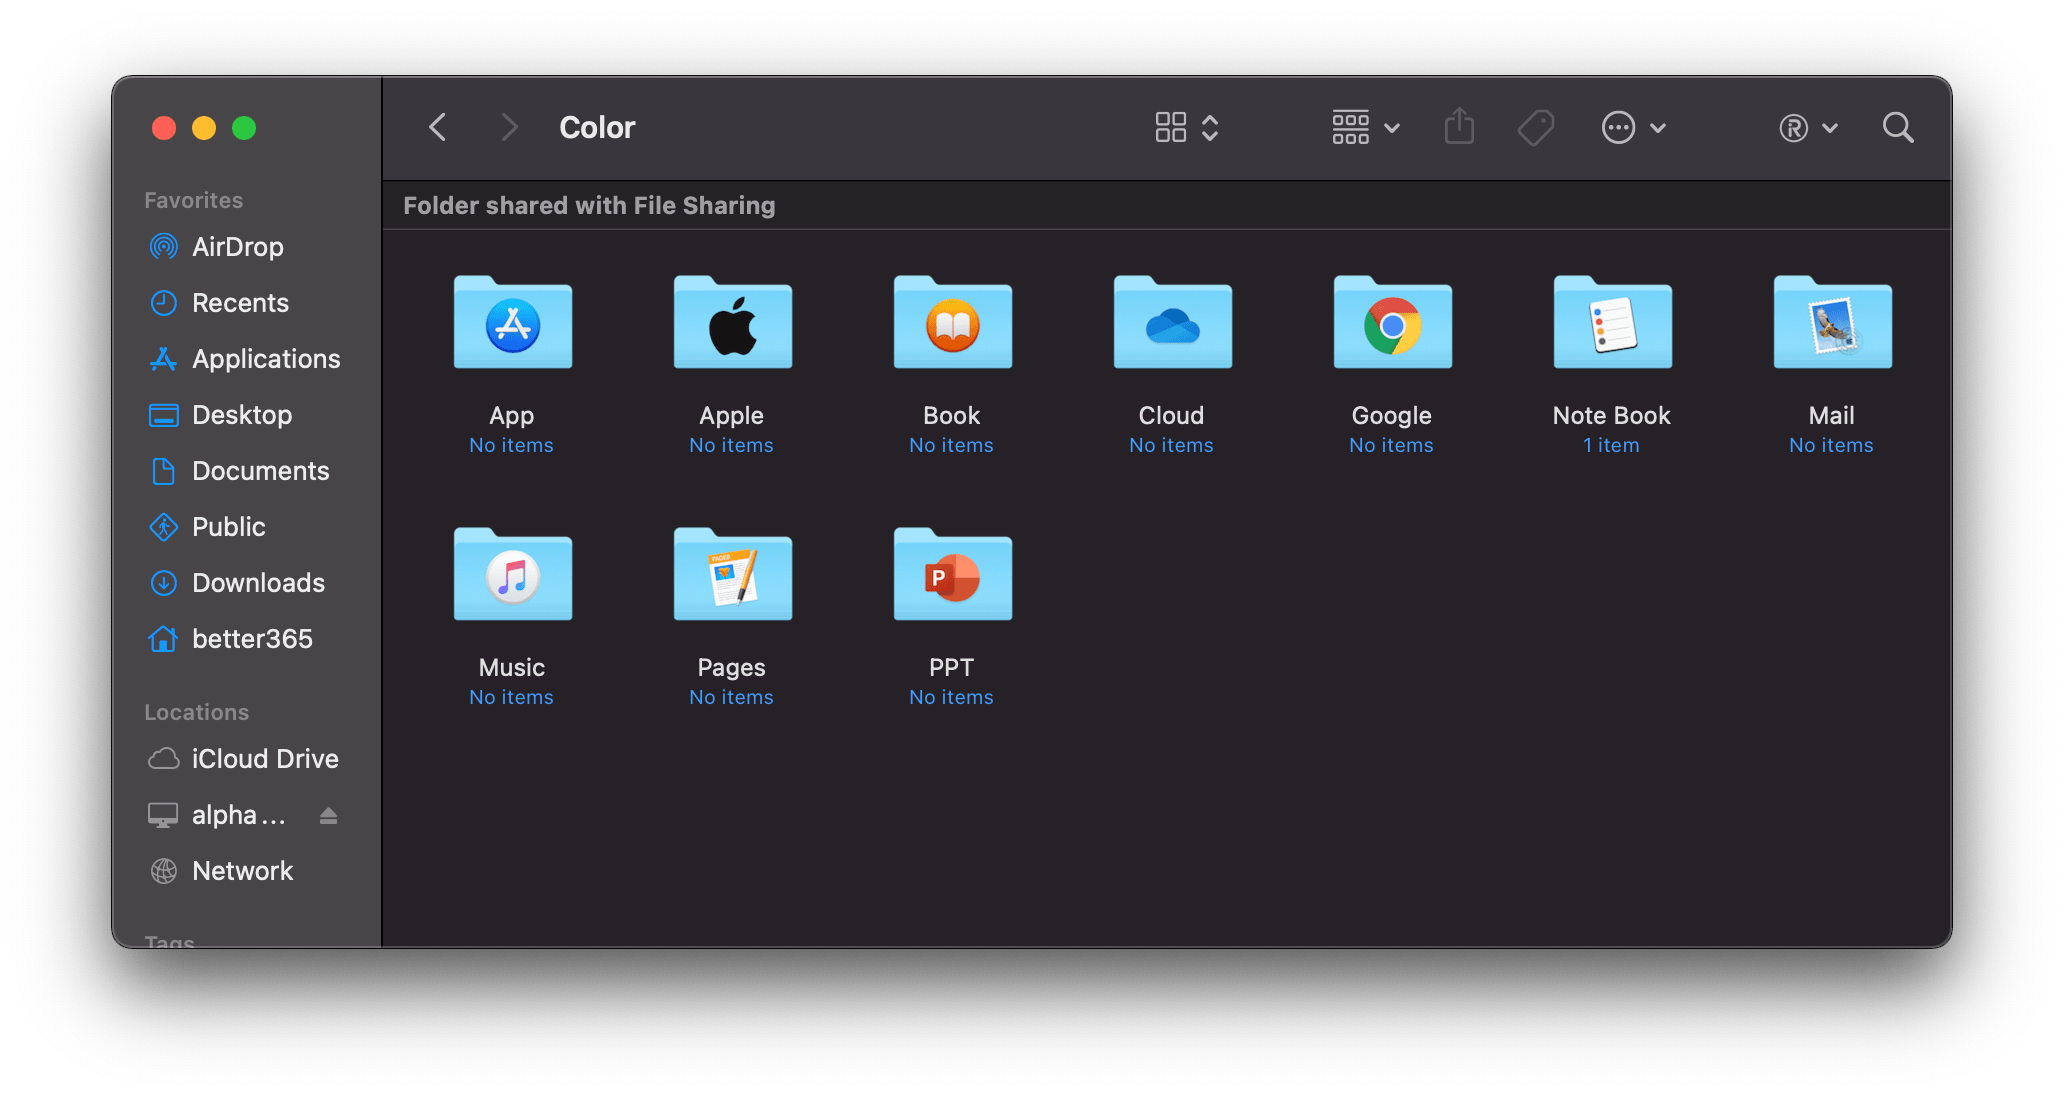 Color
Favorites
AirDrop
Recents
Applications
Desktop
Documents
Public
Downloads
better365
Locations
iCloud Drive
alpha...
Network
Tags
Folder shared with File Sharing
App
No items
Apple
No items
Book
No items
Cloud
No items
Google
No items
Note Book
1 item
Mail
No items
Music
No items
PAGES
Pages
No items
P
PPT
No items